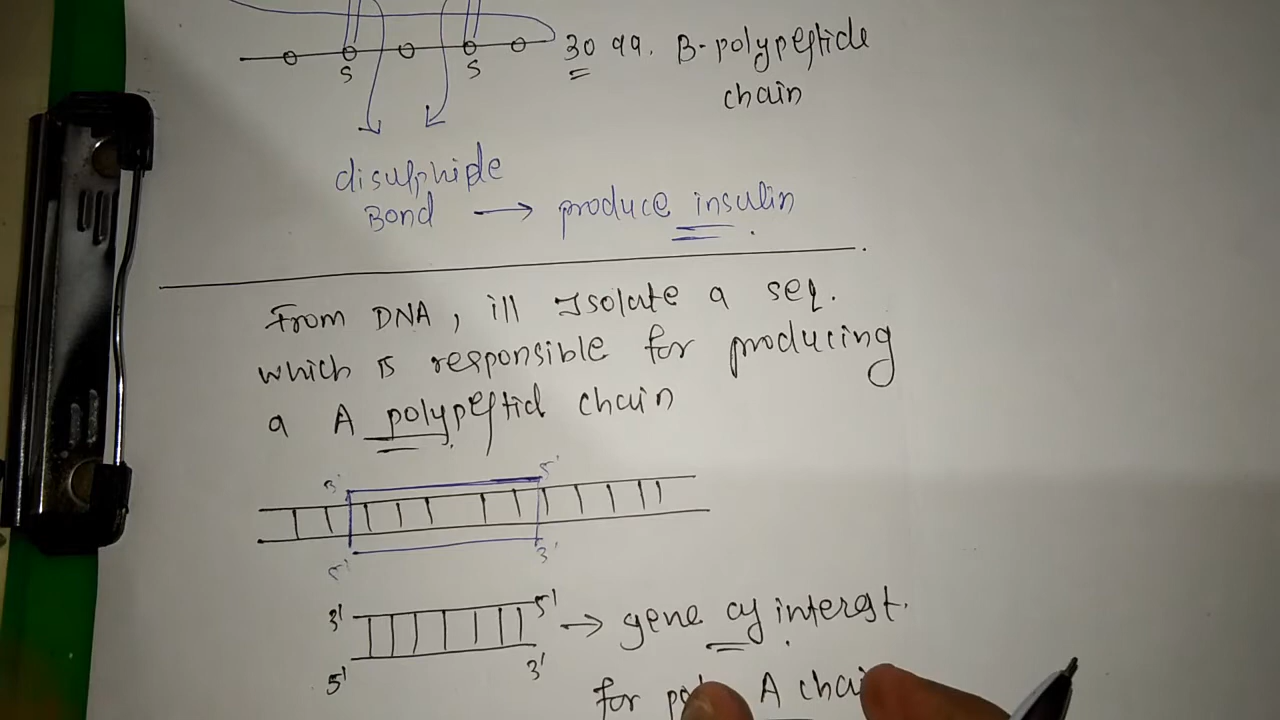 30 aa. B-polypeptide
chain
S
S
disulphide
Bond → produce insulin.
From DNA, ill Isolate a seq.
which is responsible for producing
a A polypeptid chain
3' 5'
5' 3'
3' 5' → gene of interest.
5' 3'
for A chai